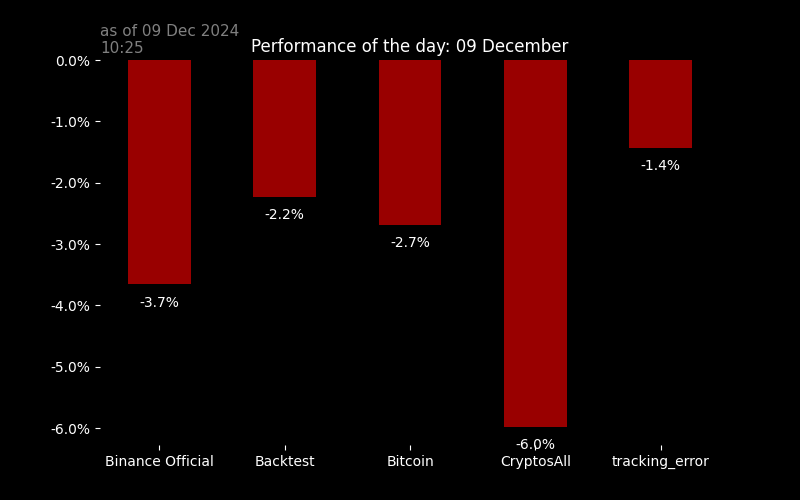 as of 09 Dec 2024
10:25
Performance of the day: 09 December
0.0%
-1.0%
-2.0%
-3.0%
-4.0%
-5.0%
-6.0%
-3.7%
-2.2%
-2.7%
-6.0%
-1.4%
Binance Official
Backtest
Bitcoin
CryptosAll
tracking_error